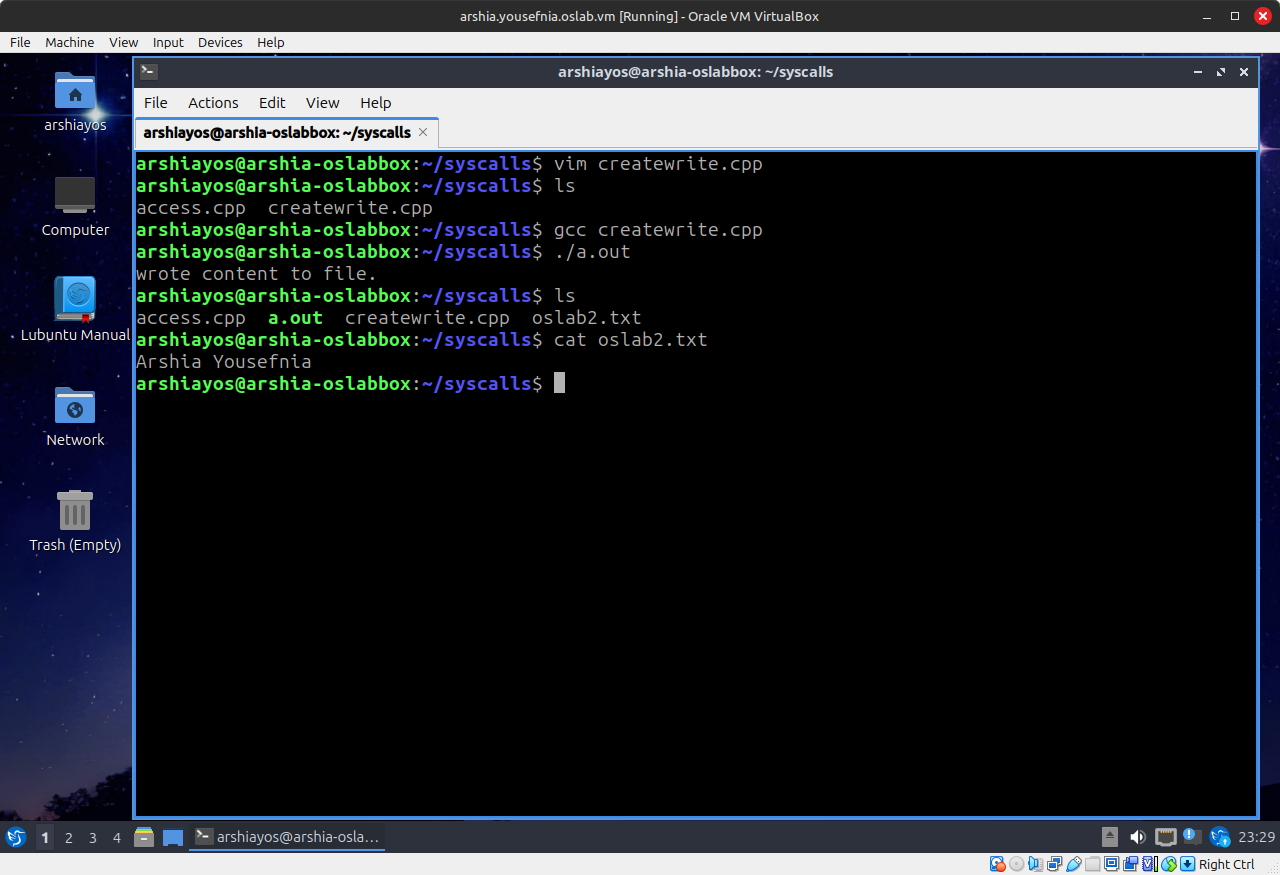 arshia.yousefnia.oslab.vm [Running] - Oracle VM VirtualBox
File Machine View Input Devices Help
arshiayos@arshia-oslabbox: ~/syscalls
File Actions Edit View Help
arshiayos@arshia-oslabbox: ~/syscalls
arshiayos@arshia-oslabbox:~/syscalls$ vim createwrite.cpp
arshiayos@arshia-oslabbox:~/syscalls$ ls
access.cpp  createwrite.cpp
arshiayos@arshia-oslabbox:~/syscalls$ gcc createwrite.cpp
arshiayos@arshia-oslabbox:~/syscalls$ ./a.out
wrote content to file.
arshiayos@arshia-oslabbox:~/syscalls$ ls
access.cpp  a.out  createwrite.cpp  oslab2.txt
arshiayos@arshia-oslabbox:~/syscalls$ cat oslab2.txt
Arshia Yousefnia
arshiayos@arshia-oslabbox:~/syscalls$
arshiayos
Computer
Lubuntu Manual
Network
Trash (Empty)
1 2 3 4 arshiayos@arshia-osla... 23:29
Right Ctrl